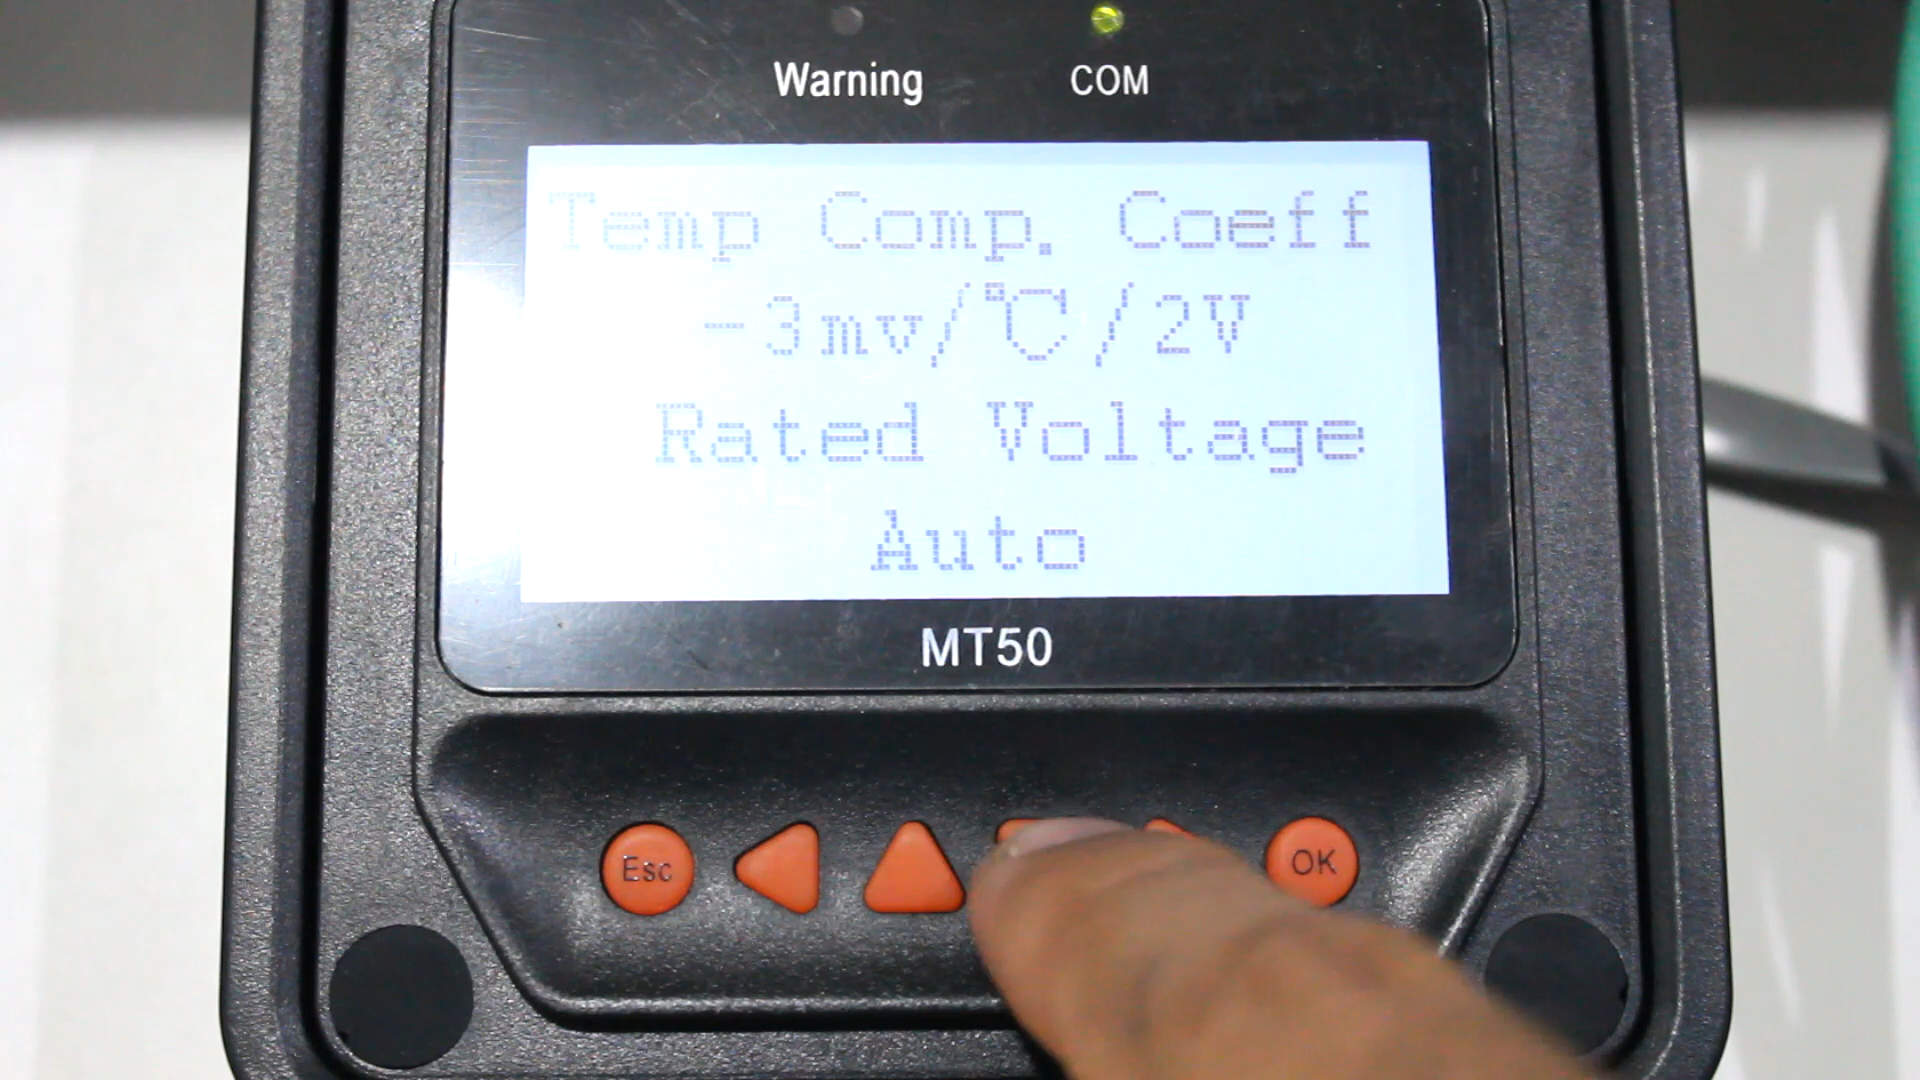 Warning COM
Temp Comp. Coeff
-3mv/℃/2V
Rated Voltage
Auto
MT50
Esc OK